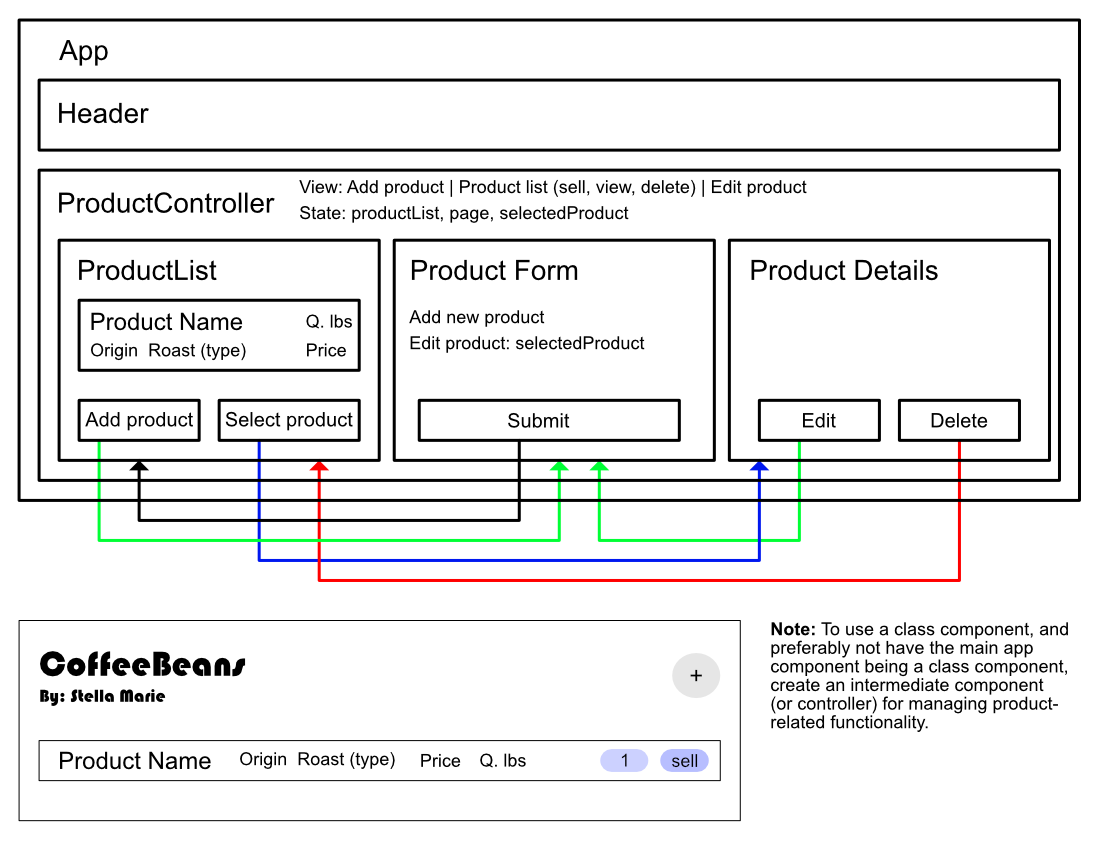 App
Header
ProductController
View: Add product | Product list (sell, view, delete) | Edit product
State: productList, page, selectedProduct
ProductList
Product Name
Q. lbs
Origin Roast (type)
Price
Add product
Select product
Product Form
Add new product
Edit product: selectedProduct
Submit
Product Details
Edit
Delete
CoffeeBeans
By: Stella Marie
+
Product Name Origin Roast (type) Price Q. lbs 1 sell
Note: To use a class component, and
preferably not have the main app
component being a class component,
create an intermediate component
(or controller) for managing product-
related functionality.